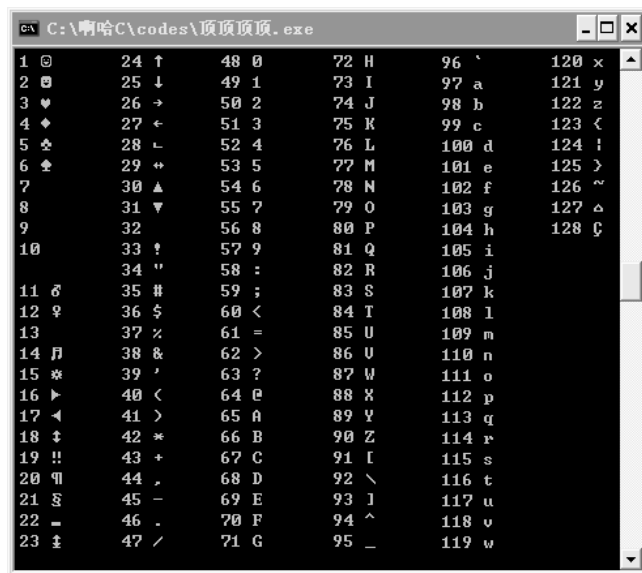 C:\啊哈C\codes\顶顶顶顶.exe
1 ☺ 24 ↑ 48 0 72 H 96 ` 120 x
2 ☻ 25 ↓ 49 1 73 I 97 a 121 y
3 ♥ 26 → 50 2 74 J 98 b 122 z
4 ♦ 27 ← 51 3 75 K 99 c 123 {
5 ♣ 28 ∟ 52 4 76 L 100 d 124 ¦
6 ♠ 29 ↔ 53 5 77 M 101 e 125 }
7 30 ▲ 54 6 78 N 102 f 126 ~
8 31 ▼ 55 7 79 O 103 g 127 ⌂
9 32 56 8 80 P 104 h 128 Ç
10 33 ! 57 9 81 Q 105 i
34 " 58 : 82 R 106 j
11 ♂ 35 # 59 ; 83 S 107 k
12 ♀ 36 $ 60 < 84 T 108 l
13 37 % 61 = 85 U 109 m
14 ♫ 38 & 62 > 86 V 110 n
15 ☼ 39 ' 63 ? 87 W 111 o
16 ► 40 ( 64 @ 88 X 112 p
17 ◄ 41 ) 65 A 89 Y 113 q
18 ↕ 42 * 66 B 90 Z 114 r
19 ‼ 43 + 67 C 91 [ 115 s
20 ¶ 44 , 68 D 92 \ 116 t
21 § 45 - 69 E 93 ] 117 u
22 ▬ 46 . 70 F 94 ^ 118 v
23 ↨ 47 / 71 G 95 _ 119 w